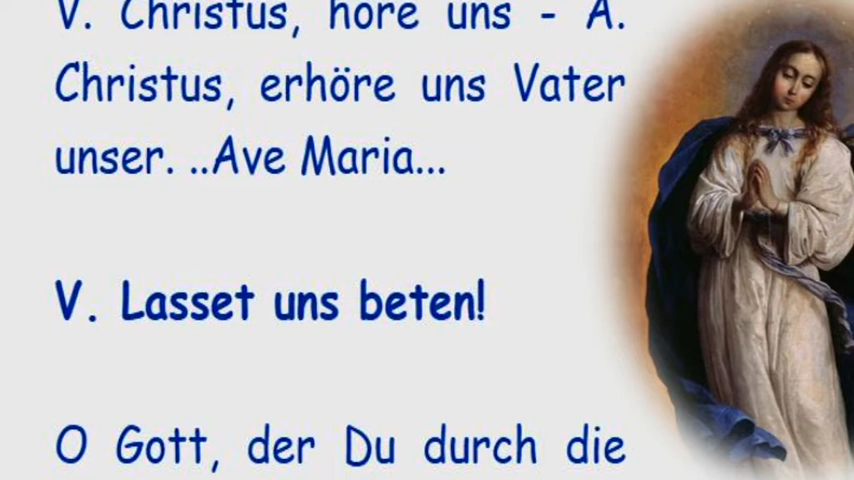 V. Christus, höre uns - A.
Christus, erhöre uns Vater
unser. ..Ave Maria...
V. Lasset uns beten!
O Gott, der Du durch die